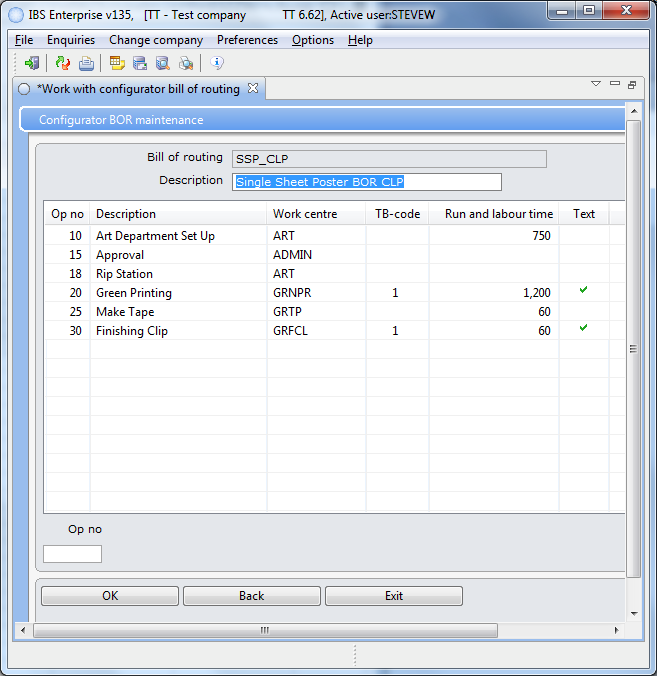 IBS Enterprise v135, [TT - Test company TT 6.62], Active user:STEVEW
File Enquiries Change company Preferences Options Help
*Work with configurator bill of routing
Configurator BOR maintenance
Bill of routing SSP_CLP
Description Single Sheet Poster BOR CLP
Op no Description Work centre TB-code Run and labour time Text
10 Art Department Set Up ART 750
15 Approval ADMIN
18 Rip Station ART
20 Green Printing GRNPR 1 1,200
25 Make Tape GRTP 60
30 Finishing Clip GRFCL 1 60
Op no
OK Back Exit